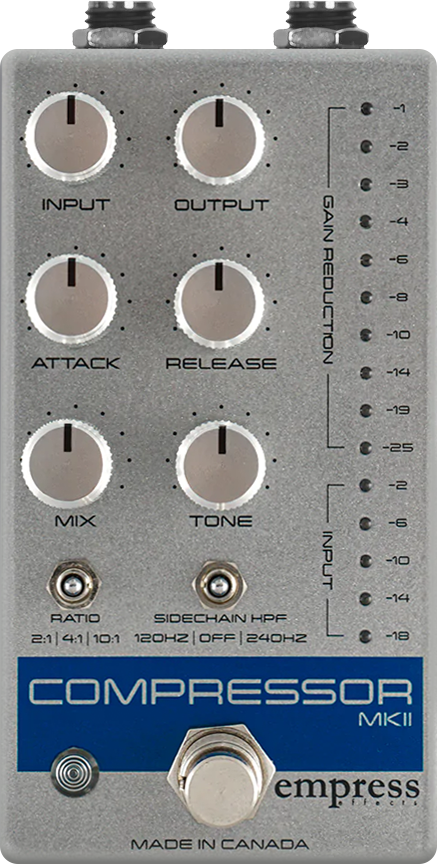 INPUT OUTPUT
ATTACK RELEASE
MIX TONE
RATIO SIDECHAIN HPF
2:1 | 4:1 | 10:1 120HZ | OFF | 240HZ
GAIN REDUCTION
-1
-2
-3
-4
-6
-8
-10
-14
-19
-25
INPUT
-2
-6
-10
-14
-18
COMPRESSOR
MKII
empress
effects
MADE IN CANADA